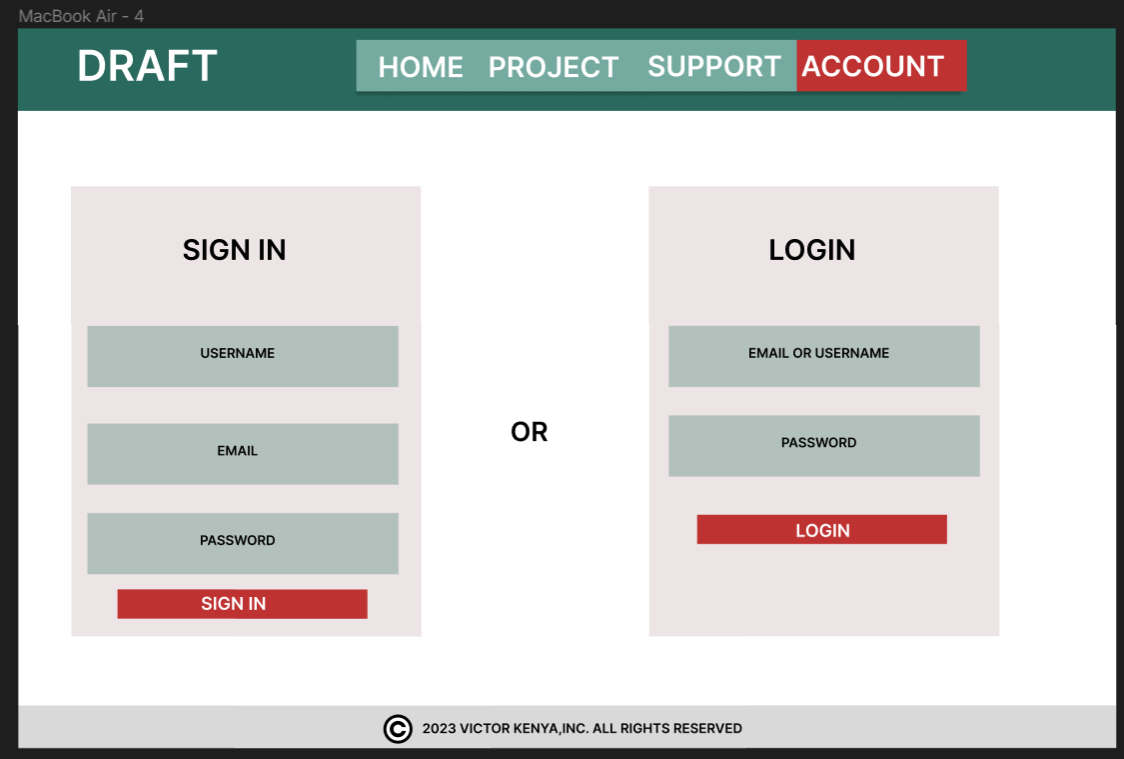 MacBook Air - 4
DRAFT
HOME PROJECT SUPPORT ACCOUNT
SIGN IN
USERNAME
EMAIL
PASSWORD
SIGN IN
OR
LOGIN
EMAIL OR USERNAME
PASSWORD
LOGIN
© 2023 VICTOR KENYA,INC. ALL RIGHTS RESERVED